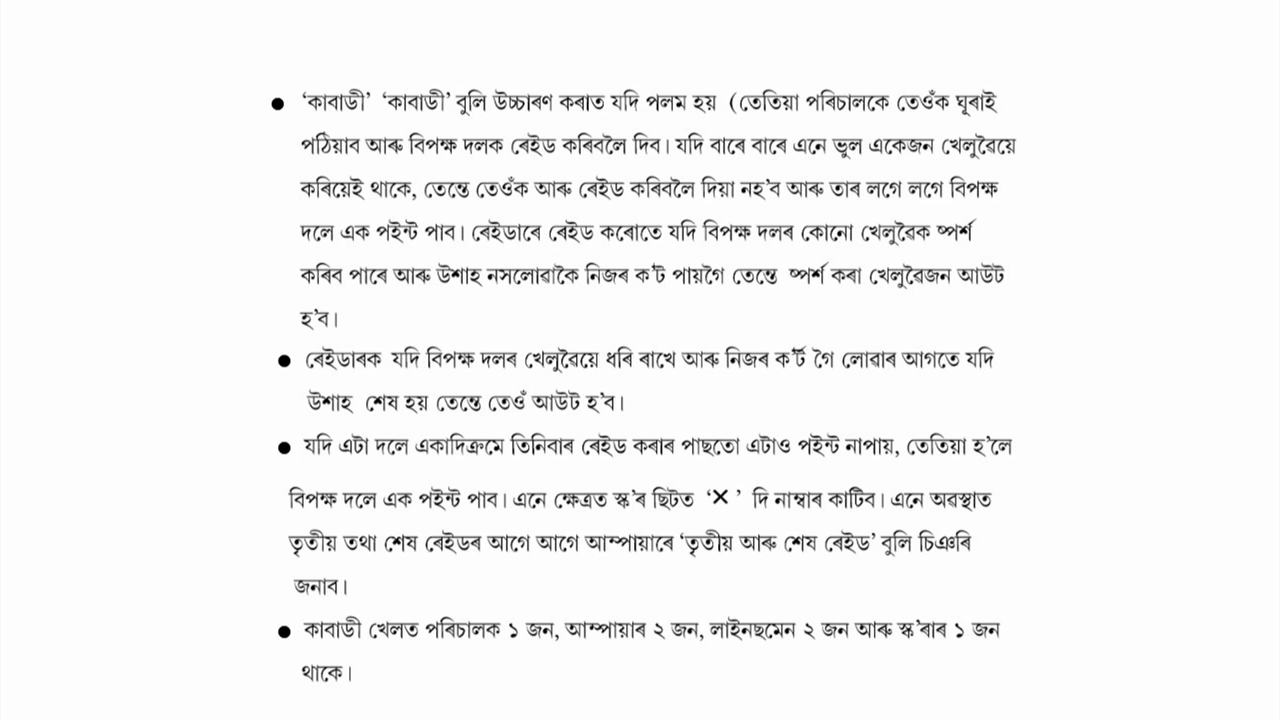 ● ‘কাবাডী’ ‘কাবাডী’ বুলি উচ্চাৰণ কৰাত যদি পলম হয় (তেতিয়া পৰিচালকে তেওঁক ঘূৰাই
পঠিয়াব আৰু বিপক্ষ দলক ৰেইড কৰিবলৈ দিব। যদি বাৰে বাৰে এনে ভুল একেজন খেলুৱৈয়ে
কৰিয়েই থাকে, তেন্তে তেওঁক আৰু ৰেইড কৰিবলৈ দিয়া নহ’ব আৰু তাৰ লগে লগে বিপক্ষ
দলে এক পইন্ট পাব। ৰেইডাৰে ৰেইড কৰোতে যদি বিপক্ষ দলৰ কোনো খেলুৱৈক ষ্পৰ্শ
কৰিব পাৰে আৰু উশাহ নসলোৱাকৈ নিজৰ ক’ৰ্ট পায়গৈ তেন্তে ষ্পৰ্শ কৰা খেলুৱৈজন আউট
হ’ব।
● ৰেইডাৰক যদি বিপক্ষ দলৰ খেলুৱৈয়ে ধৰি ৰাখে আৰু নিজৰ ক’ৰ্ট গৈ লোৱাৰ আগতে যদি
উশাহ শেষ হয় তেন্তে তেওঁ আউট হ’ব।
● যদি এটা দলে একাদিক্ৰমে তিনিবাৰ ৰেইড কৰাৰ পাছতো এটাও পইন্ট নাপায়, তেতিয়া হ’লে
বিপক্ষ দলে এক পইন্ট পাব। এনে ক্ষেত্ৰত স্ক’ৰ ছিটত ‘✕’ দি নাম্বাৰ কাটিব। এনে অৱস্থাত
তৃতীয় তথা শেষ ৰেইডৰ আগে আগে আম্পায়াৰে ‘তৃতীয় আৰু শেষ ৰেইড’ বুলি চিঞৰি
জনাব।
● কাবাডী খেলত পৰিচালক ১ জন, আম্পায়াৰ ২ জন, লাইনছমেন ২ জন আৰু স্ক’ৰাৰ ১ জন
থাকে।